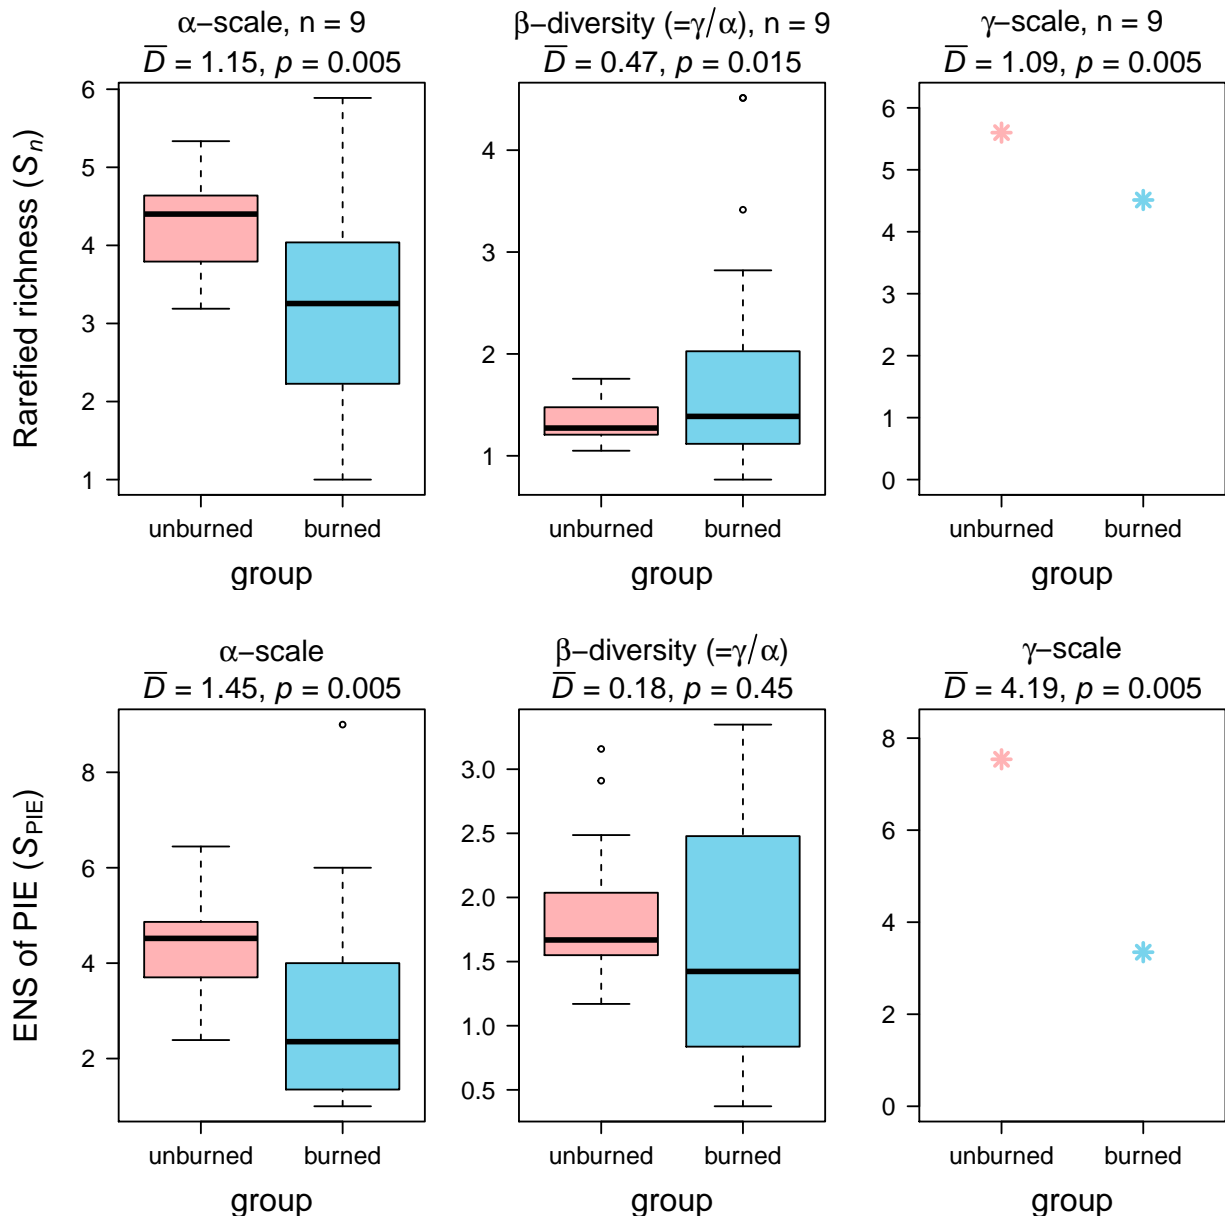 α−scale, n = 9
D̅ = 1.15, p = 0.005
Rarefied richness (Sₙ)
6
5
4
3
2
1
unburned burned
group
β−diversity (=γ/α), n = 9
D̅ = 0.47, p = 0.015
4
3
2
1
unburned burned
group
γ−scale, n = 9
D̅ = 1.09, p = 0.005
6
5
4
3
2
1
0
unburned burned
group
α−scale
D̅ = 1.45, p = 0.005
ENS of PIE (S_PIE)
8
6
4
2
unburned burned
group
β−diversity (=γ/α)
D̅ = 0.18, p = 0.45
3.0
2.5
2.0
1.5
1.0
0.5
unburned burned
group
γ−scale
D̅ = 4.19, p = 0.005
8
6
4
2
0
unburned burned
group